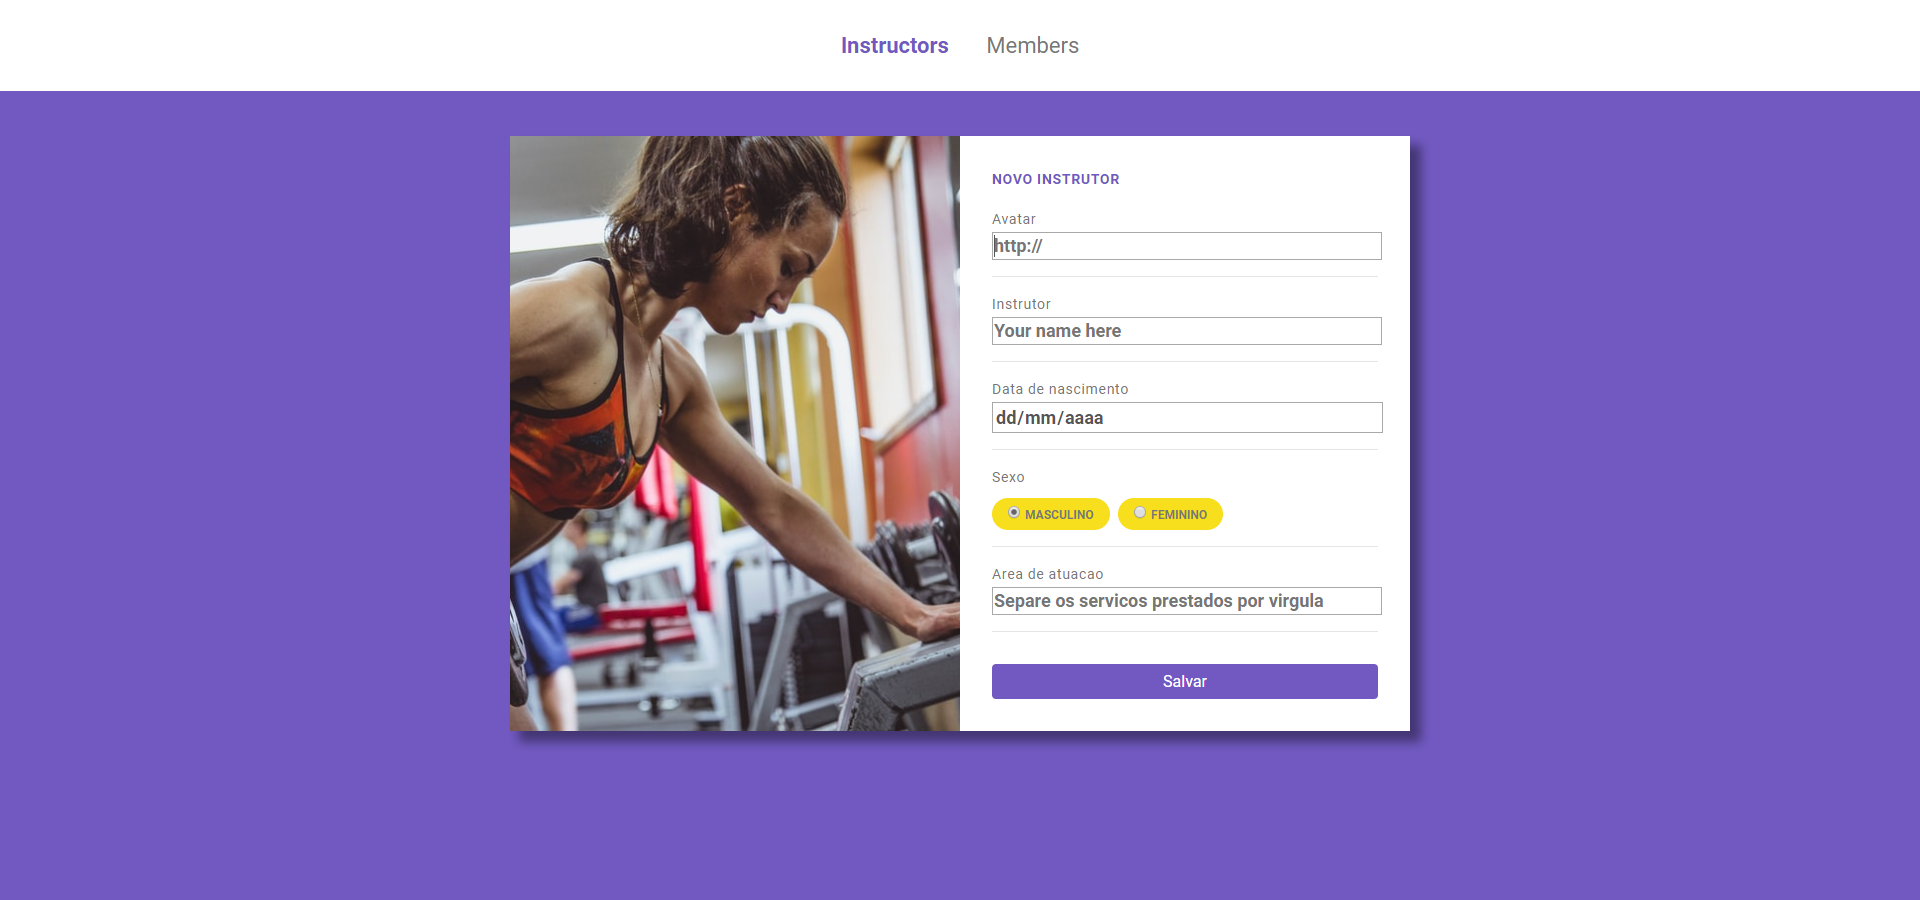 Instructors Members
NOVO INSTRUTOR
Avatar
http://
Instrutor
Your name here
Data de nascimento
dd/mm/aaaa
Sexo
MASCULINO FEMININO
Area de atuacao
Separe os servicos prestados por virgula
Salvar